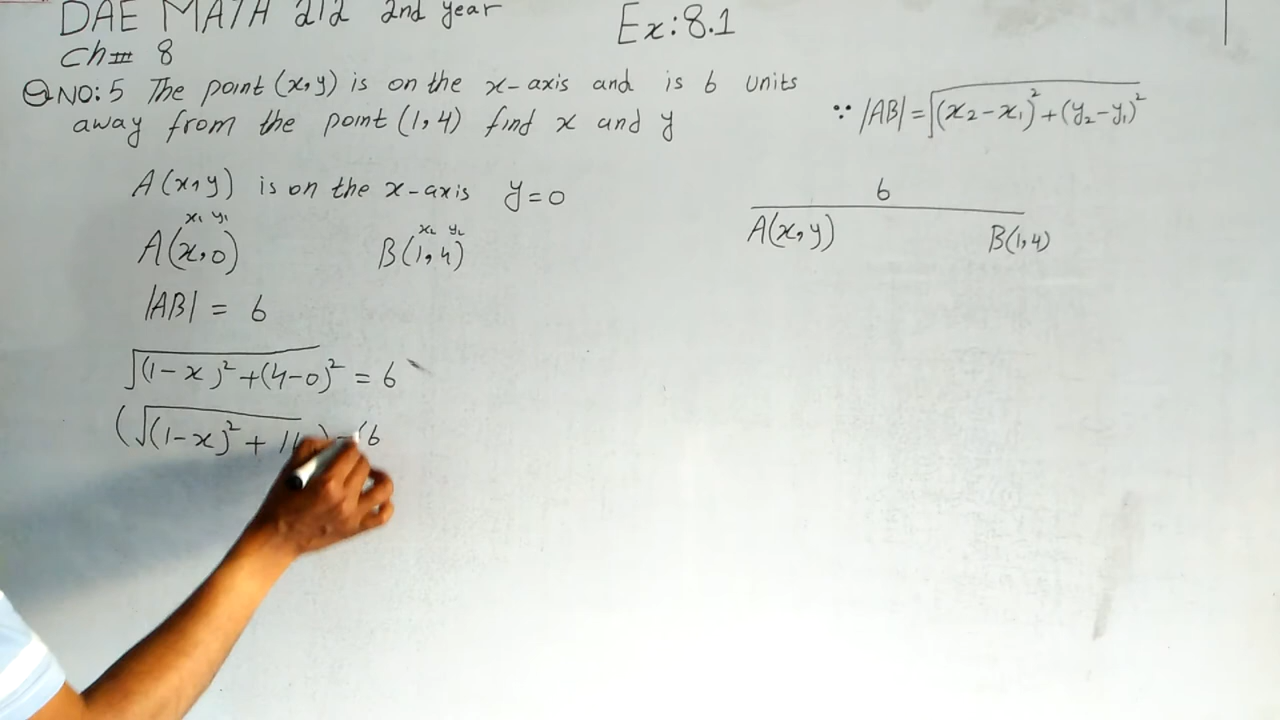 DAE MATH 212 2nd year
Ex: 8.1
Ch# 8
QNO: 5 The point (x, y) is on the x-axis and is 6 units
away from the point (1, 4) find x and y
∵ |AB| = √(x₂ - x₁)² + (y₂ - y₁)²
A(x, y) is on the x-axis y = 0
x₁ y₁ x₂ y₂
A(x, 0) B(1, 4)
6
A(x, y) B(1, 4)
|AB| = 6
√(1 - x)² + (4 - 0)² = 6
(√(1 - x)² +
(6